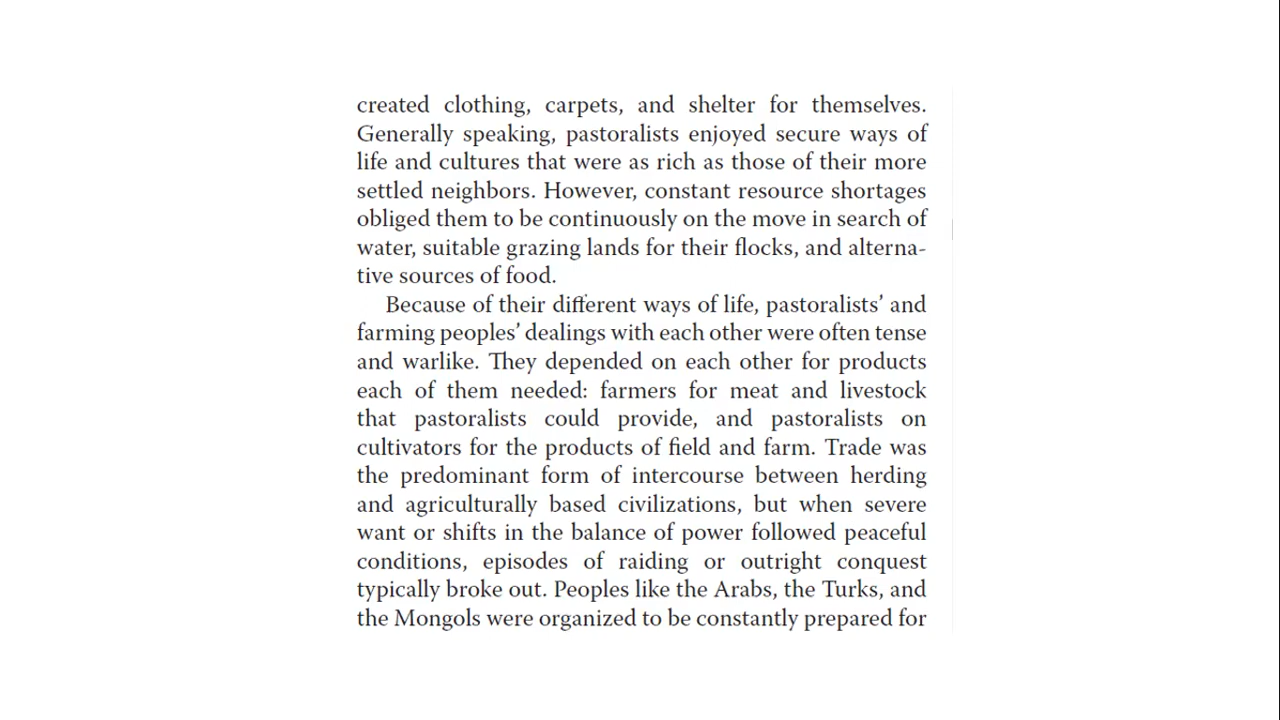 created clothing, carpets, and shelter for themselves.
Generally speaking, pastoralists enjoyed secure ways of
life and cultures that were as rich as those of their more
settled neighbors. However, constant resource shortages
obliged them to be continuously on the move in search of
water, suitable grazing lands for their flocks, and alterna-
tive sources of food.
Because of their different ways of life, pastoralists’ and
farming peoples’ dealings with each other were often tense
and warlike. They depended on each other for products
each of them needed: farmers for meat and livestock
that pastoralists could provide, and pastoralists on
cultivators for the products of field and farm. Trade was
the predominant form of intercourse between herding
and agriculturally based civilizations, but when severe
want or shifts in the balance of power followed peaceful
conditions, episodes of raiding or outright conquest
typically broke out. Peoples like the Arabs, the Turks, and
the Mongols were organized to be constantly prepared for